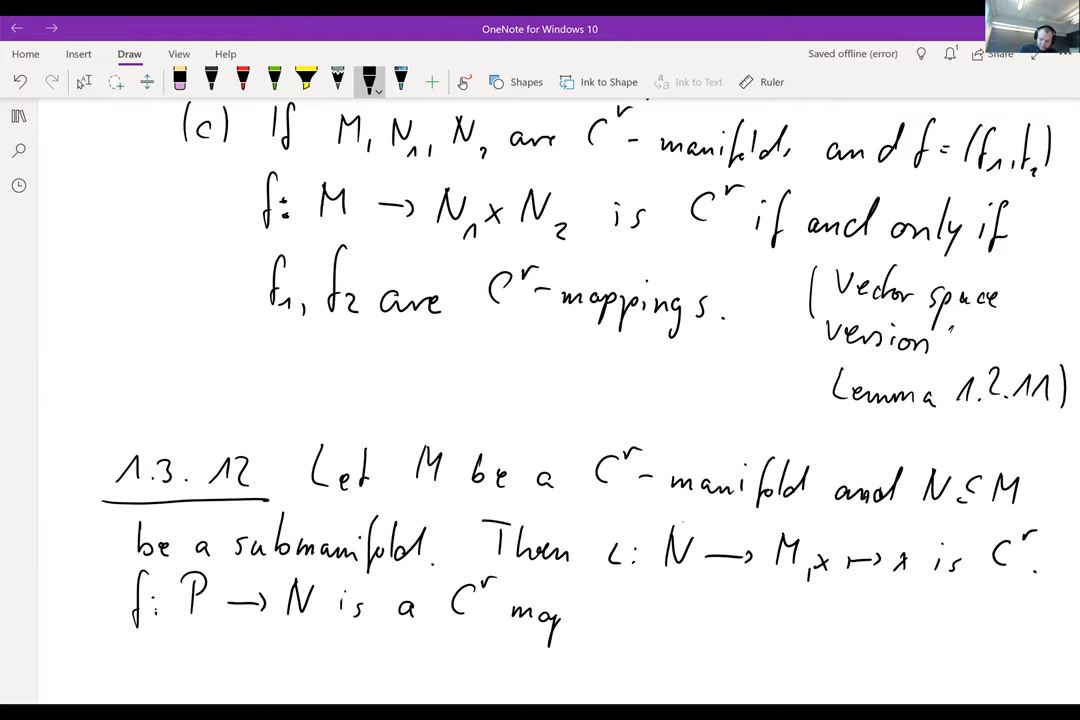 OneNote for Windows 10
Home Insert Draw View Help Saved offline (error) Share
Shapes Ink to Shape Ink to Text Ruler
(c) If M, N₁, N₂ are Cʳ-manifolds and f = (f₁, f₂)
f: M → N₁ × N₂ is Cʳ if and only if
f₁, f₂ are Cʳ-mappings.
(Vector space
version
Lemma 1.2.11)
1.3.12 Let M be a Cʳ-manifold and N ⊆ M
be a submanifold. Then ι: N → M, x ↦ x is Cʳ.
f: P → N is a Cʳ map